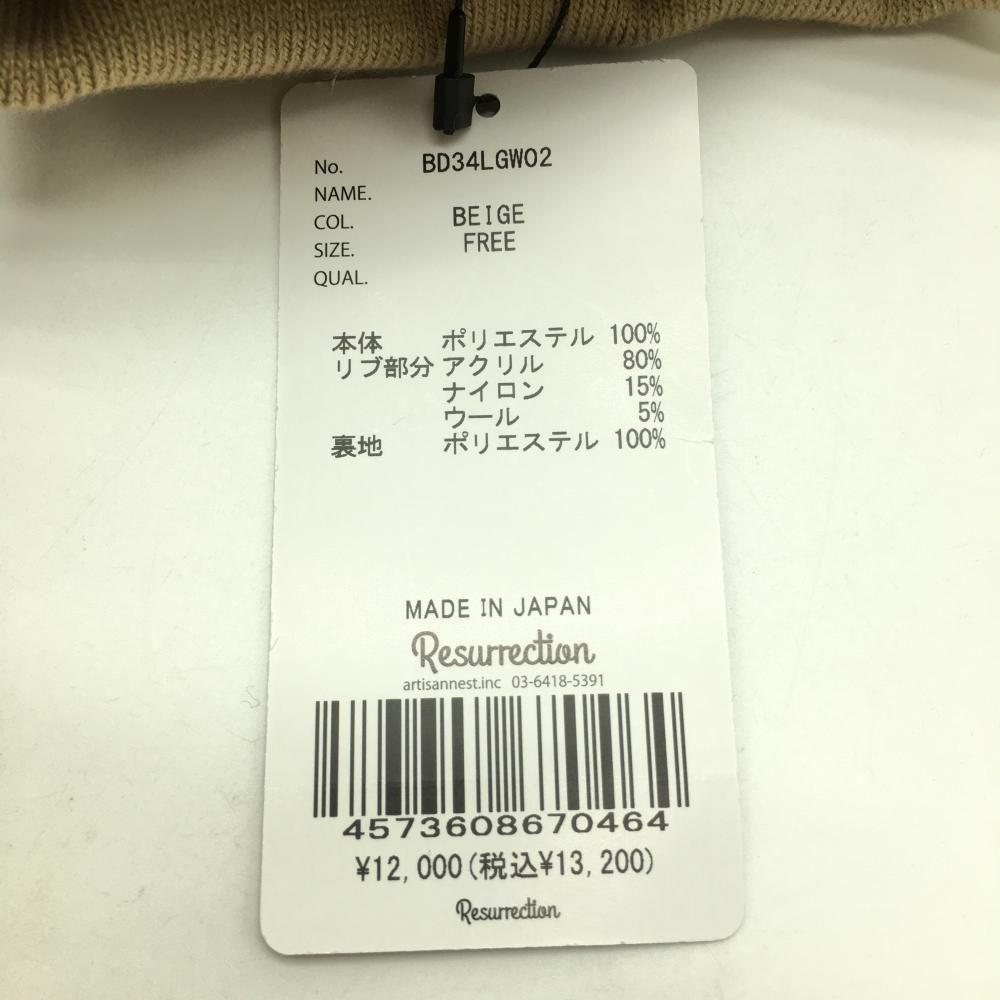 No. BD34LGW02
NAME.
COL. BEIGE
SIZE. FREE
QUAL.
本体 ポリエステル 100%
リブ部分 アクリル 80%
ナイロン 15%
ウール 5%
裏地 ポリエステル 100%
MADE IN JAPAN
Resurrection
artisannest.inc 03-6418-5391
4573608670464
¥12,000(税込¥13,200)
Resurrection